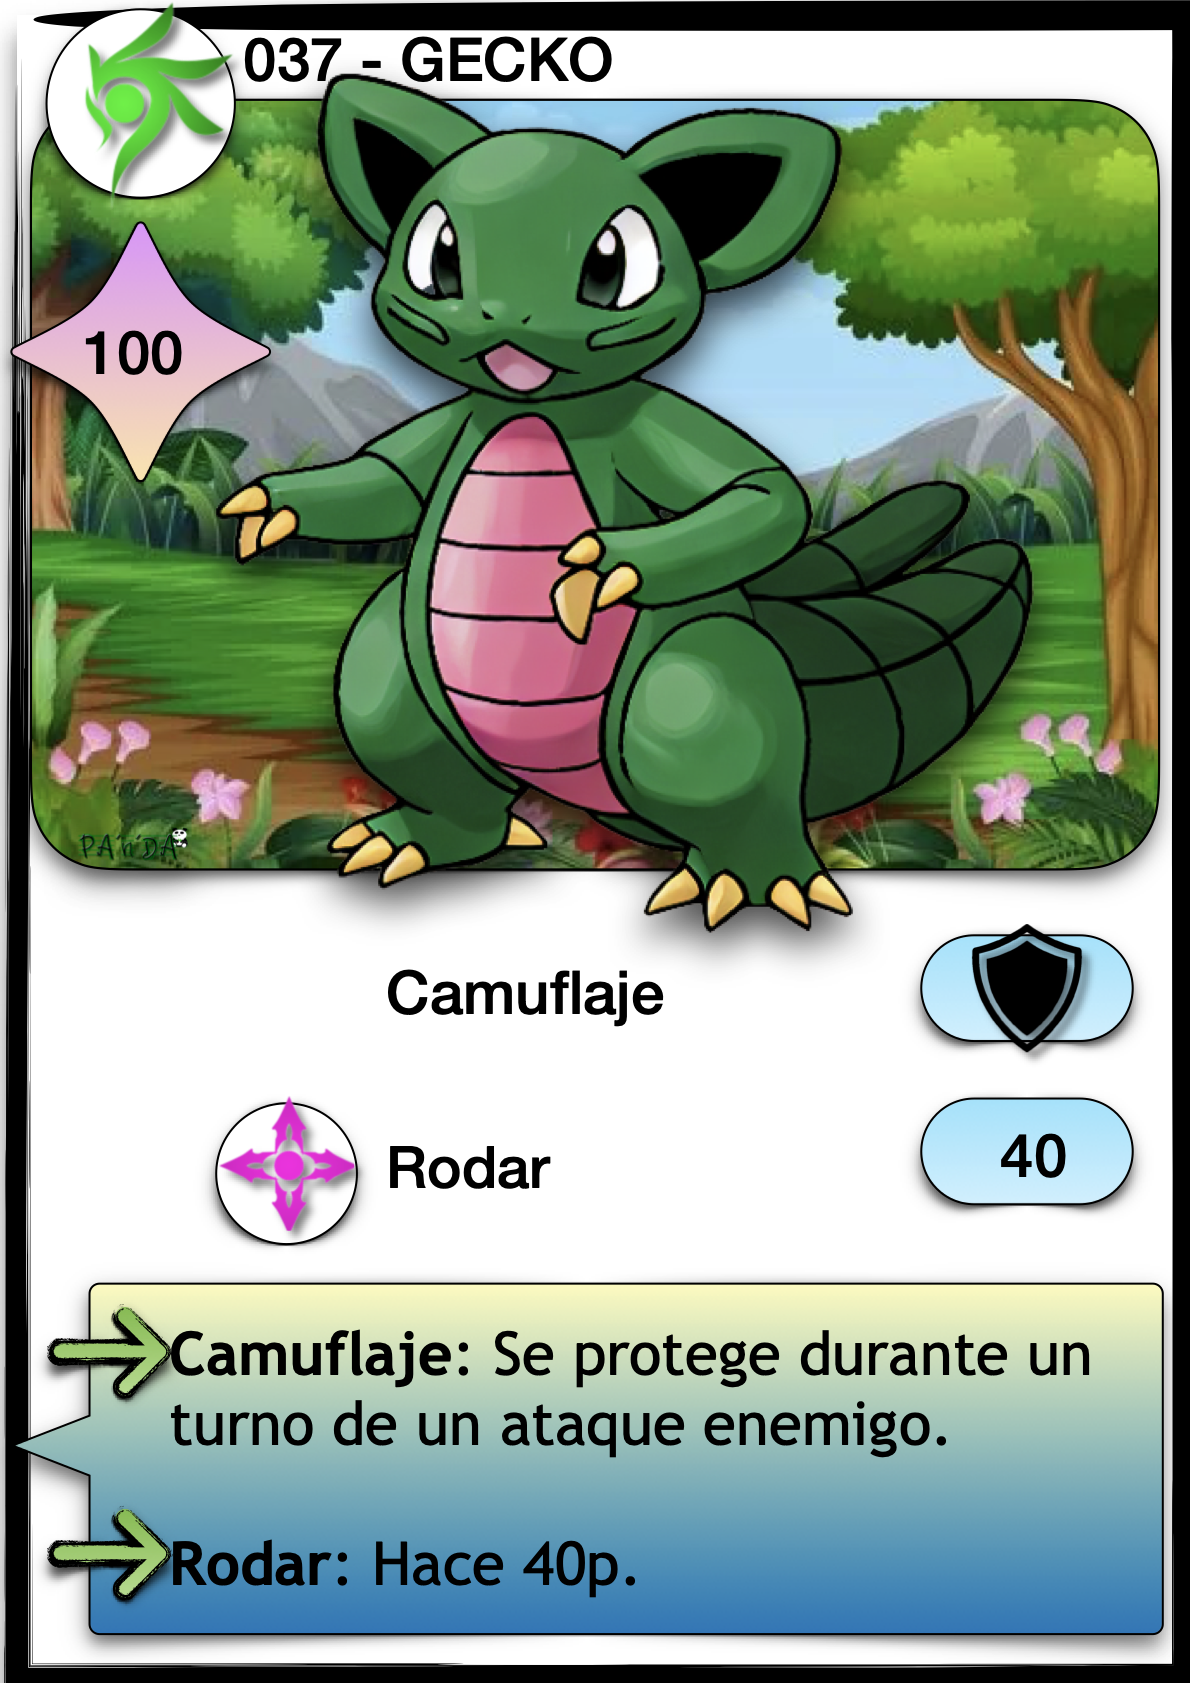 037 - GECKO
100
PAnDA
Camuflaje
Rodar
40
Camuflaje: Se protege durante un
turno de un ataque enemigo.
Rodar: Hace 40p.